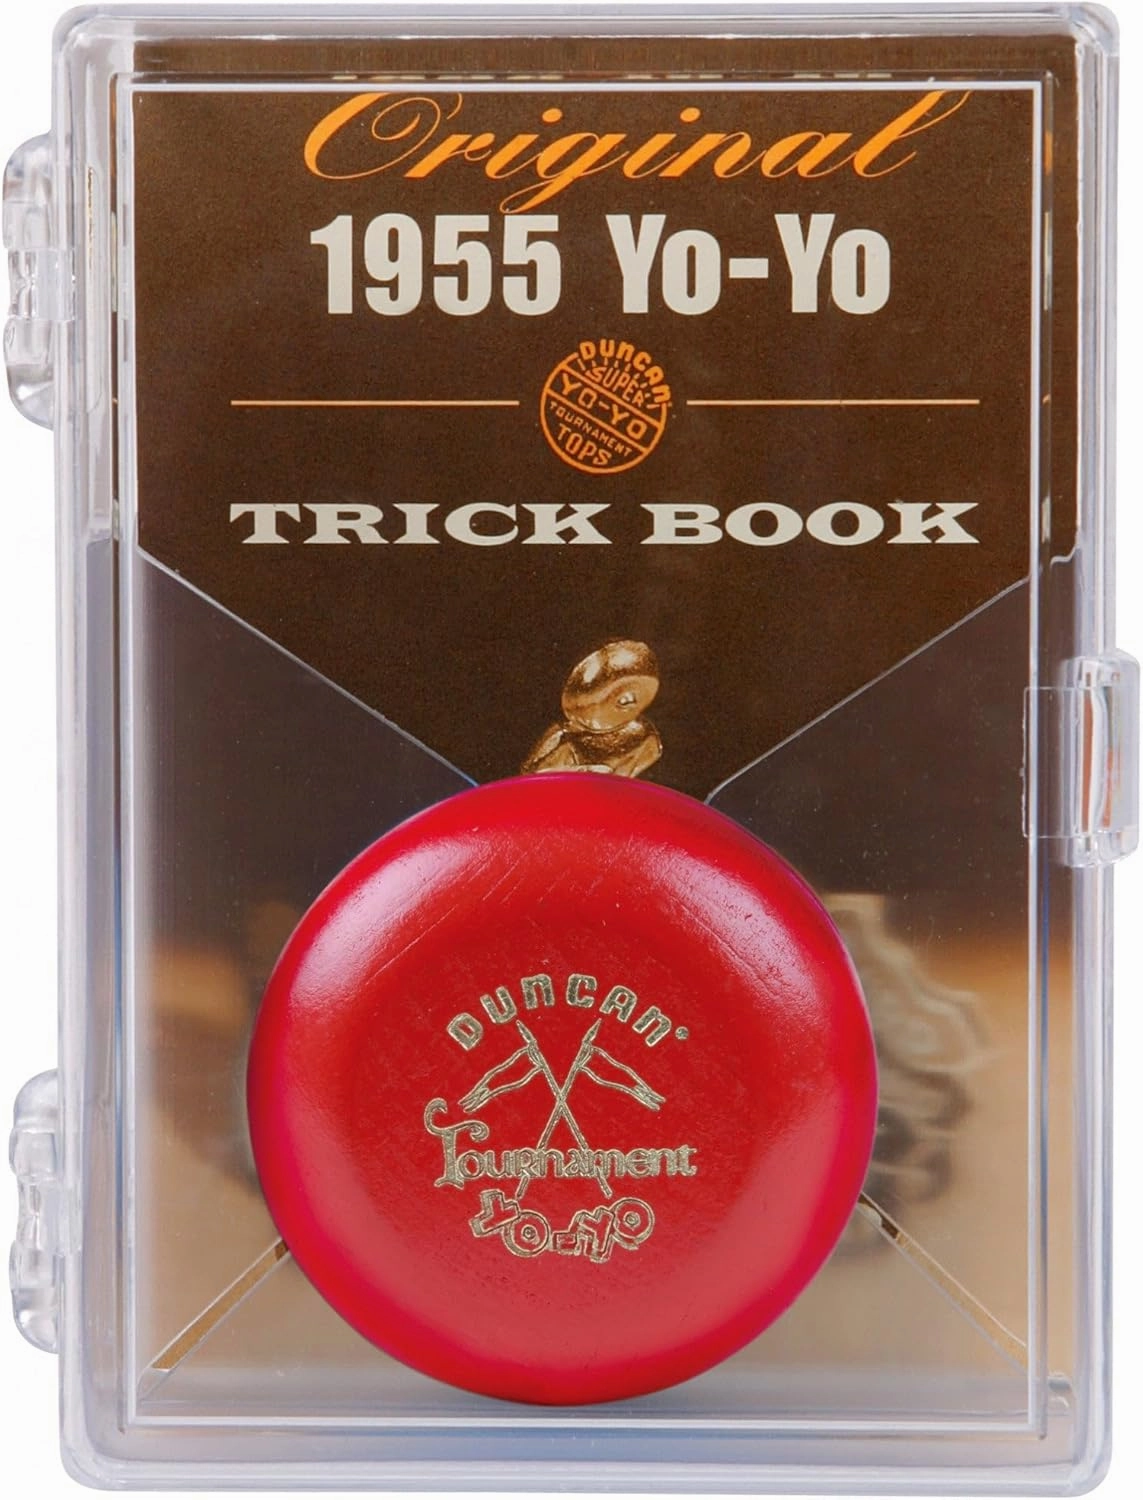 Original
1955 Yo-Yo
DUNCAN
SUPER
YO-YO
TOURNAMENT
TOPS
TRICK BOOK
DUNCAN
Tournament
YO-YO